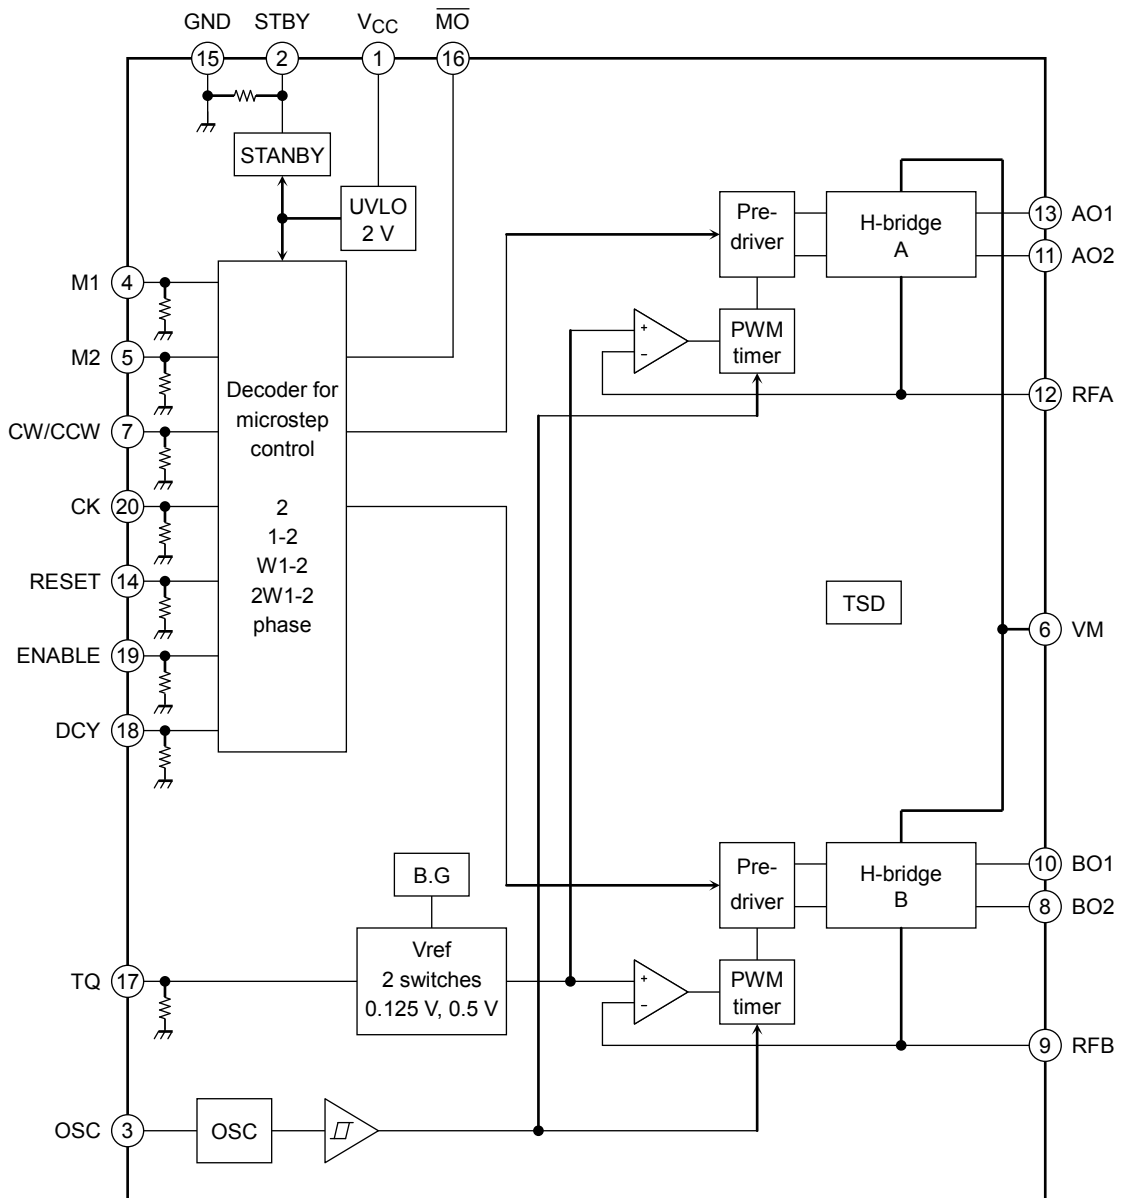 GND STBY VCC MO
15 2 1 16
STANBY
UVLO
2 V
Pre-
driver
H-bridge
A
13 AO1
11 AO2
M1 4
M2 5
CW/CCW 7
CK 20
RESET 14
ENABLE 19
DCY 18
Decoder for
microstep
control
2
1-2
W1-2
2W1-2
phase
+
−
PWM
timer
12 RFA
TSD
6 VM
B.G
Pre-
driver
H-bridge
B
10 BO1
8 BO2
TQ 17
Vref
2 switches
0.125 V, 0.5 V
+
−
PWM
timer
9 RFB
OSC 3
OSC